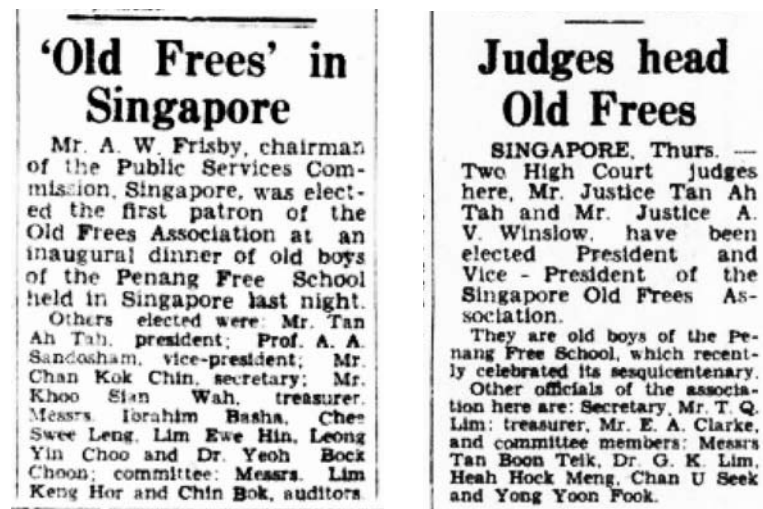 ‘Old Frees’ in
Singapore
Mr. A. W. Frisby, chairman
of the Public Services Com-
mission, Singapore, was elect-
ed the first patron of the
Old Frees Association at an
inaugural dinner of old boys
of the Penang Free School
held in Singapore last night.
Others elected were: Mr. Tan
Ah Tah, president; Prof. A. A.
Sandosham, vice-president; Mr.
Chan Kok Chin, secretary; Mr.
Khoo Sian Wah, treasurer.
Messrs. Ibrahim Basha, Chee
Swee Leng, Lim Ewe Hin, Leong
Yin Choo and Dr. Yeoh Bock
Choon; committee: Messrs. Lim
Keng Hor and Chin Bok, auditors.
Judges head
Old Frees
SINGAPORE, Thurs. —
Two High Court judges
here, Mr. Justice Tan Ah
Tah and Mr. Justice A.
V. Winslow, have been
elected President and
Vice - President of the
Singapore Old Frees As-
sociation.
They are old boys of the Pe-
nang Free School, which recent-
ly celebrated its sesquicentenary.
Other officials of the associa-
tion here are: Secretary, Mr. T. Q.
Lim; treasurer, Mr. E. A. Clarke,
and committee members: Messrs
Tan Boon Teik, Dr. G. K. Lim,
Heah Hock Meng, Chan U Seek
and Yong Yoon Fook.